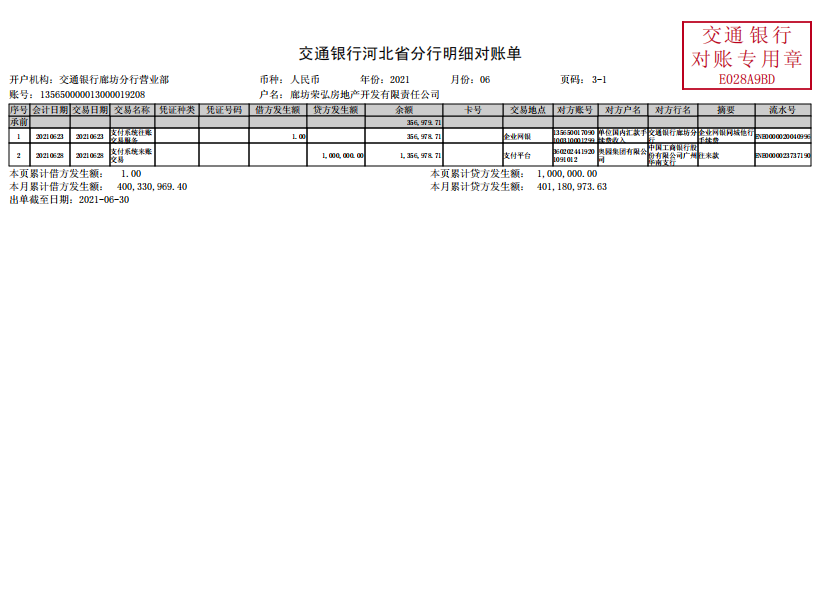 交通银行
对账专用章
E028A9BD
交通银行河北省分行明细对账单
开户机构: 交通银行廊坊分行营业部 币种: 人民币 年份: 2021 月份: 06 页码: 3-1
账号: 135650000013000019208 户名: 廊坊荣弘房地产开发有限责任公司
序号 会计日期 交易日期 交易名称 凭证种类 凭证号码 借方发生额 贷方发生额 余额 卡号 交易地点 对方账号 对方户名 对方行名 摘要 流水号
承前 356,979.71
1 20210623 20210623 支付系统往账交易服务 1.00 356,978.71 企业网银 单位国内汇款手续费收入 交通银行廊坊分行 企业网银同城他行手续费
2 20210628 20210628 支付系统来账交易 1,000,000.00 1,356,978.71 支付平台 奥园集团有限公司 中国工商银行股份有限公司广州华南支行 往来款
本页累计借方发生额: 1.00 本页累计贷方发生额: 1,000,000.00
本月累计借方发生额: 400,330,969.40 本月累计贷方发生额: 401,180,973.63
出单截至日期: 2021-06-30